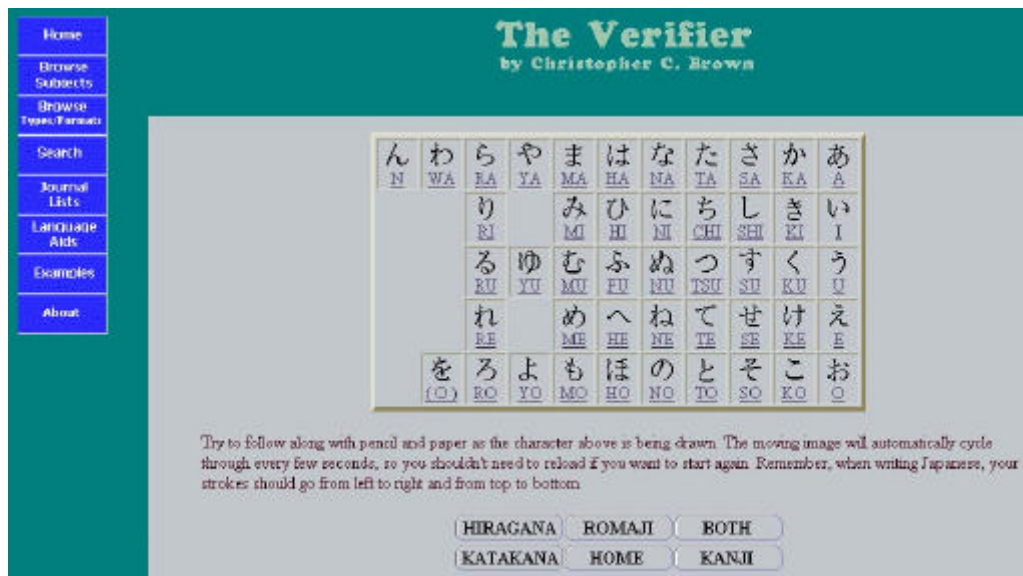 The Verifier
by Christopher C. Brown
Home
Browse
Subjects
Browse
Types/Formats
Search
Journal
Lists
Language
Aids
Examples
About
ん わ ら や ま は な た さ か あ
N WA RA YA MA HA NA TA SA KA A
り み ひ に ち し き い
RI MI HI NI CHI SHI KI I
る ゆ む ふ ぬ つ す く う
RU YU MU FU NU TSU SU KU U
れ め へ ね て せ け え
RE ME HE NE TE SE KE E
を ろ よ も ほ の と そ こ お
(O) RO YO MO HO NO TO SO KO O
Try to follow along with pencil and paper as the character above is being drawn. The moving image will automatically cycle
through every few seconds, so you shouldn't need to reload if you want to start again. Remember, when writing Japanese, your
strokes should go from left to right and from top to bottom.
HIRAGANA ROMAJI BOTH
KATAKANA HOME KANJI